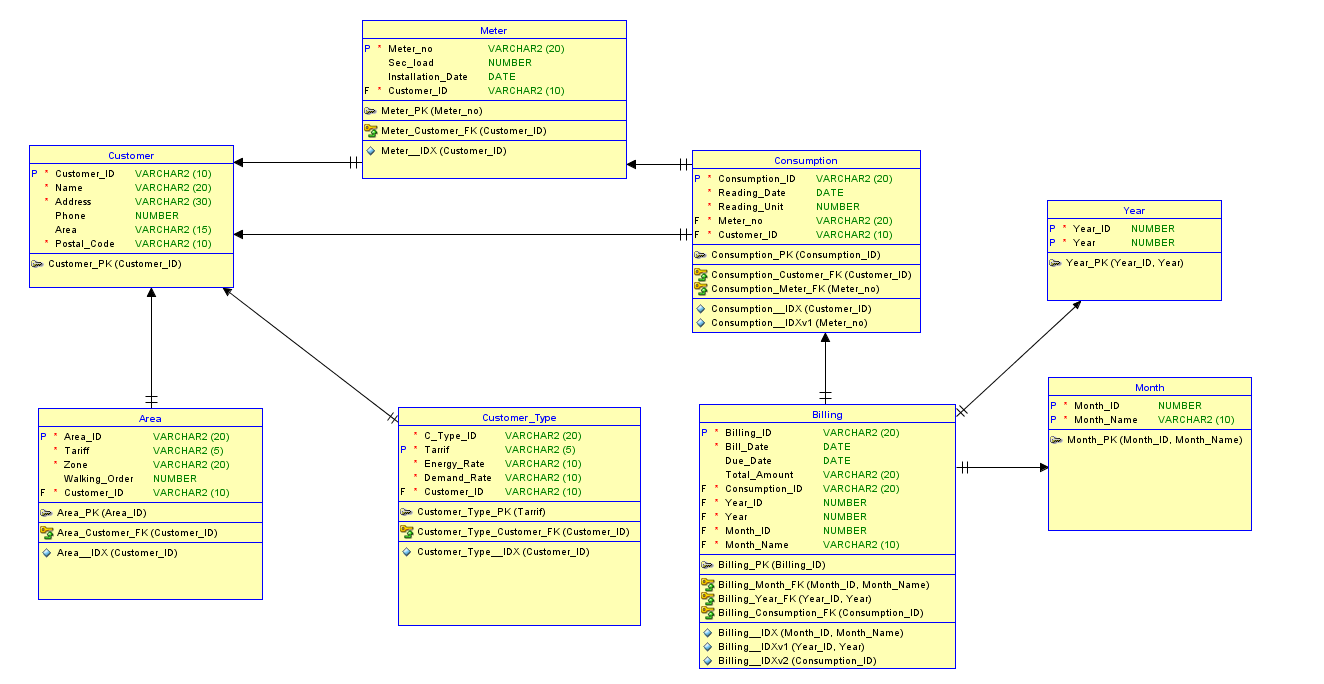 Meter
P * Meter_no VARCHAR2 (20)
Sec_load NUMBER
Installation_Date DATE
F * Customer_ID VARCHAR2 (10)
Meter_PK (Meter_no)
Meter_Customer_FK (Customer_ID)
Meter__IDX (Customer_ID)
Customer
P * Customer_ID VARCHAR2 (10)
* Name VARCHAR2 (20)
* Address VARCHAR2 (30)
Phone NUMBER
Area VARCHAR2 (15)
* Postal_Code VARCHAR2 (10)
Customer_PK (Customer_ID)
Consumption
P * Consumption_ID VARCHAR2 (20)
* Reading_Date DATE
* Reading_Unit NUMBER
F * Meter_no VARCHAR2 (20)
F * Customer_ID VARCHAR2 (10)
Consumption_PK (Consumption_ID)
Consumption_Customer_FK (Customer_ID)
Consumption_Meter_FK (Meter_no)
Consumption__IDX (Customer_ID)
Consumption__IDXv1 (Meter_no)
Year
P * Year_ID NUMBER
P * Year NUMBER
Year_PK (Year_ID, Year)
Month
P * Month_ID NUMBER
P * Month_Name VARCHAR2 (10)
Month_PK (Month_ID, Month_Name)
Area
P * Area_ID VARCHAR2 (20)
* Tariff VARCHAR2 (5)
* Zone VARCHAR2 (20)
Walking_Order NUMBER
F * Customer_ID VARCHAR2 (10)
Area_PK (Area_ID)
Area_Customer_FK (Customer_ID)
Area__IDX (Customer_ID)
Customer_Type
* C_Type_ID VARCHAR2 (20)
P * Tarrif VARCHAR2 (5)
* Energy_Rate VARCHAR2 (10)
* Demand_Rate VARCHAR2 (10)
F * Customer_ID VARCHAR2 (10)
Customer_Type_PK (Tarrif)
Customer_Type_Customer_FK (Customer_ID)
Customer_Type__IDX (Customer_ID)
Billing
P * Billing_ID VARCHAR2 (20)
* Bill_Date DATE
Due_Date DATE
Total_Amount VARCHAR2 (20)
F * Consumption_ID VARCHAR2 (20)
F * Year_ID NUMBER
F * Year NUMBER
F * Month_ID NUMBER
F * Month_Name VARCHAR2 (10)
Billing_PK (Billing_ID)
Billing_Month_FK (Month_ID, Month_Name)
Billing_Year_FK (Year_ID, Year)
Billing_Consumption_FK (Consumption_ID)
Billing__IDX (Month_ID, Month_Name)
Billing__IDXv1 (Year_ID, Year)
Billing__IDXv2 (Consumption_ID)